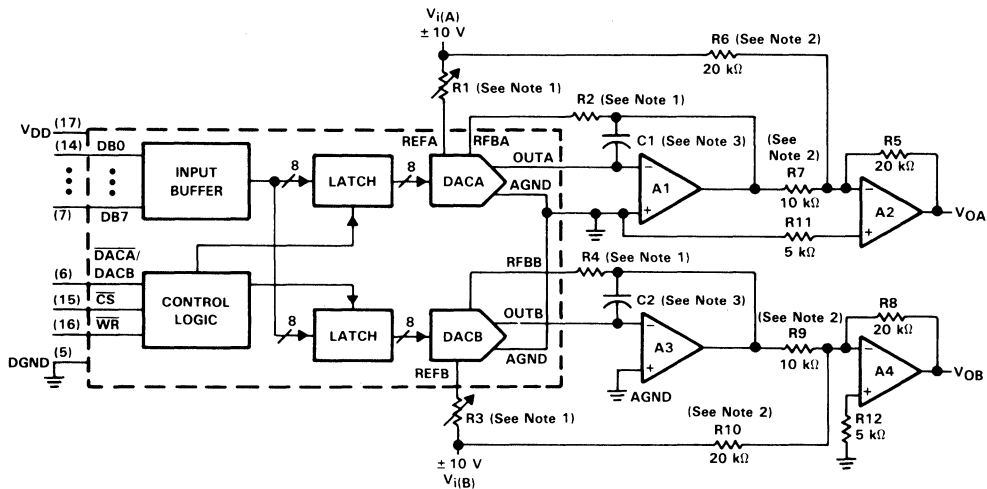 Vi(A)
± 10 V
R6 (See Note 2)
20 kΩ
R1 (See Note 1)
R2 (See Note 1)
VDD (17)
(14) DB0
(7) DB7
INPUT
BUFFER
8
LATCH
8
REFA
RFBA
DACA
OUTA
AGND
C1 (See Note 3)
−
+
A1
(See
Note 2)
R7
10 kΩ
R5
20 kΩ
−
+
A2
VOA
R11
5 kΩ
DACA/
DACB
(6)
(15) CS
(16) WR
DGND (5)
CONTROL
LOGIC
8
LATCH
8
RFBB
DACB
OUTB
AGND
REFB
R4 (See Note 1)
C2 (See Note 3)
−
+
A3
AGND
(See Note 2)
R9
10 kΩ
R8
20 kΩ
−
+
A4
VOB
R12
5 kΩ
R3 (See Note 1)
(See Note 2)
R10
20 kΩ
± 10 V
Vi(B)